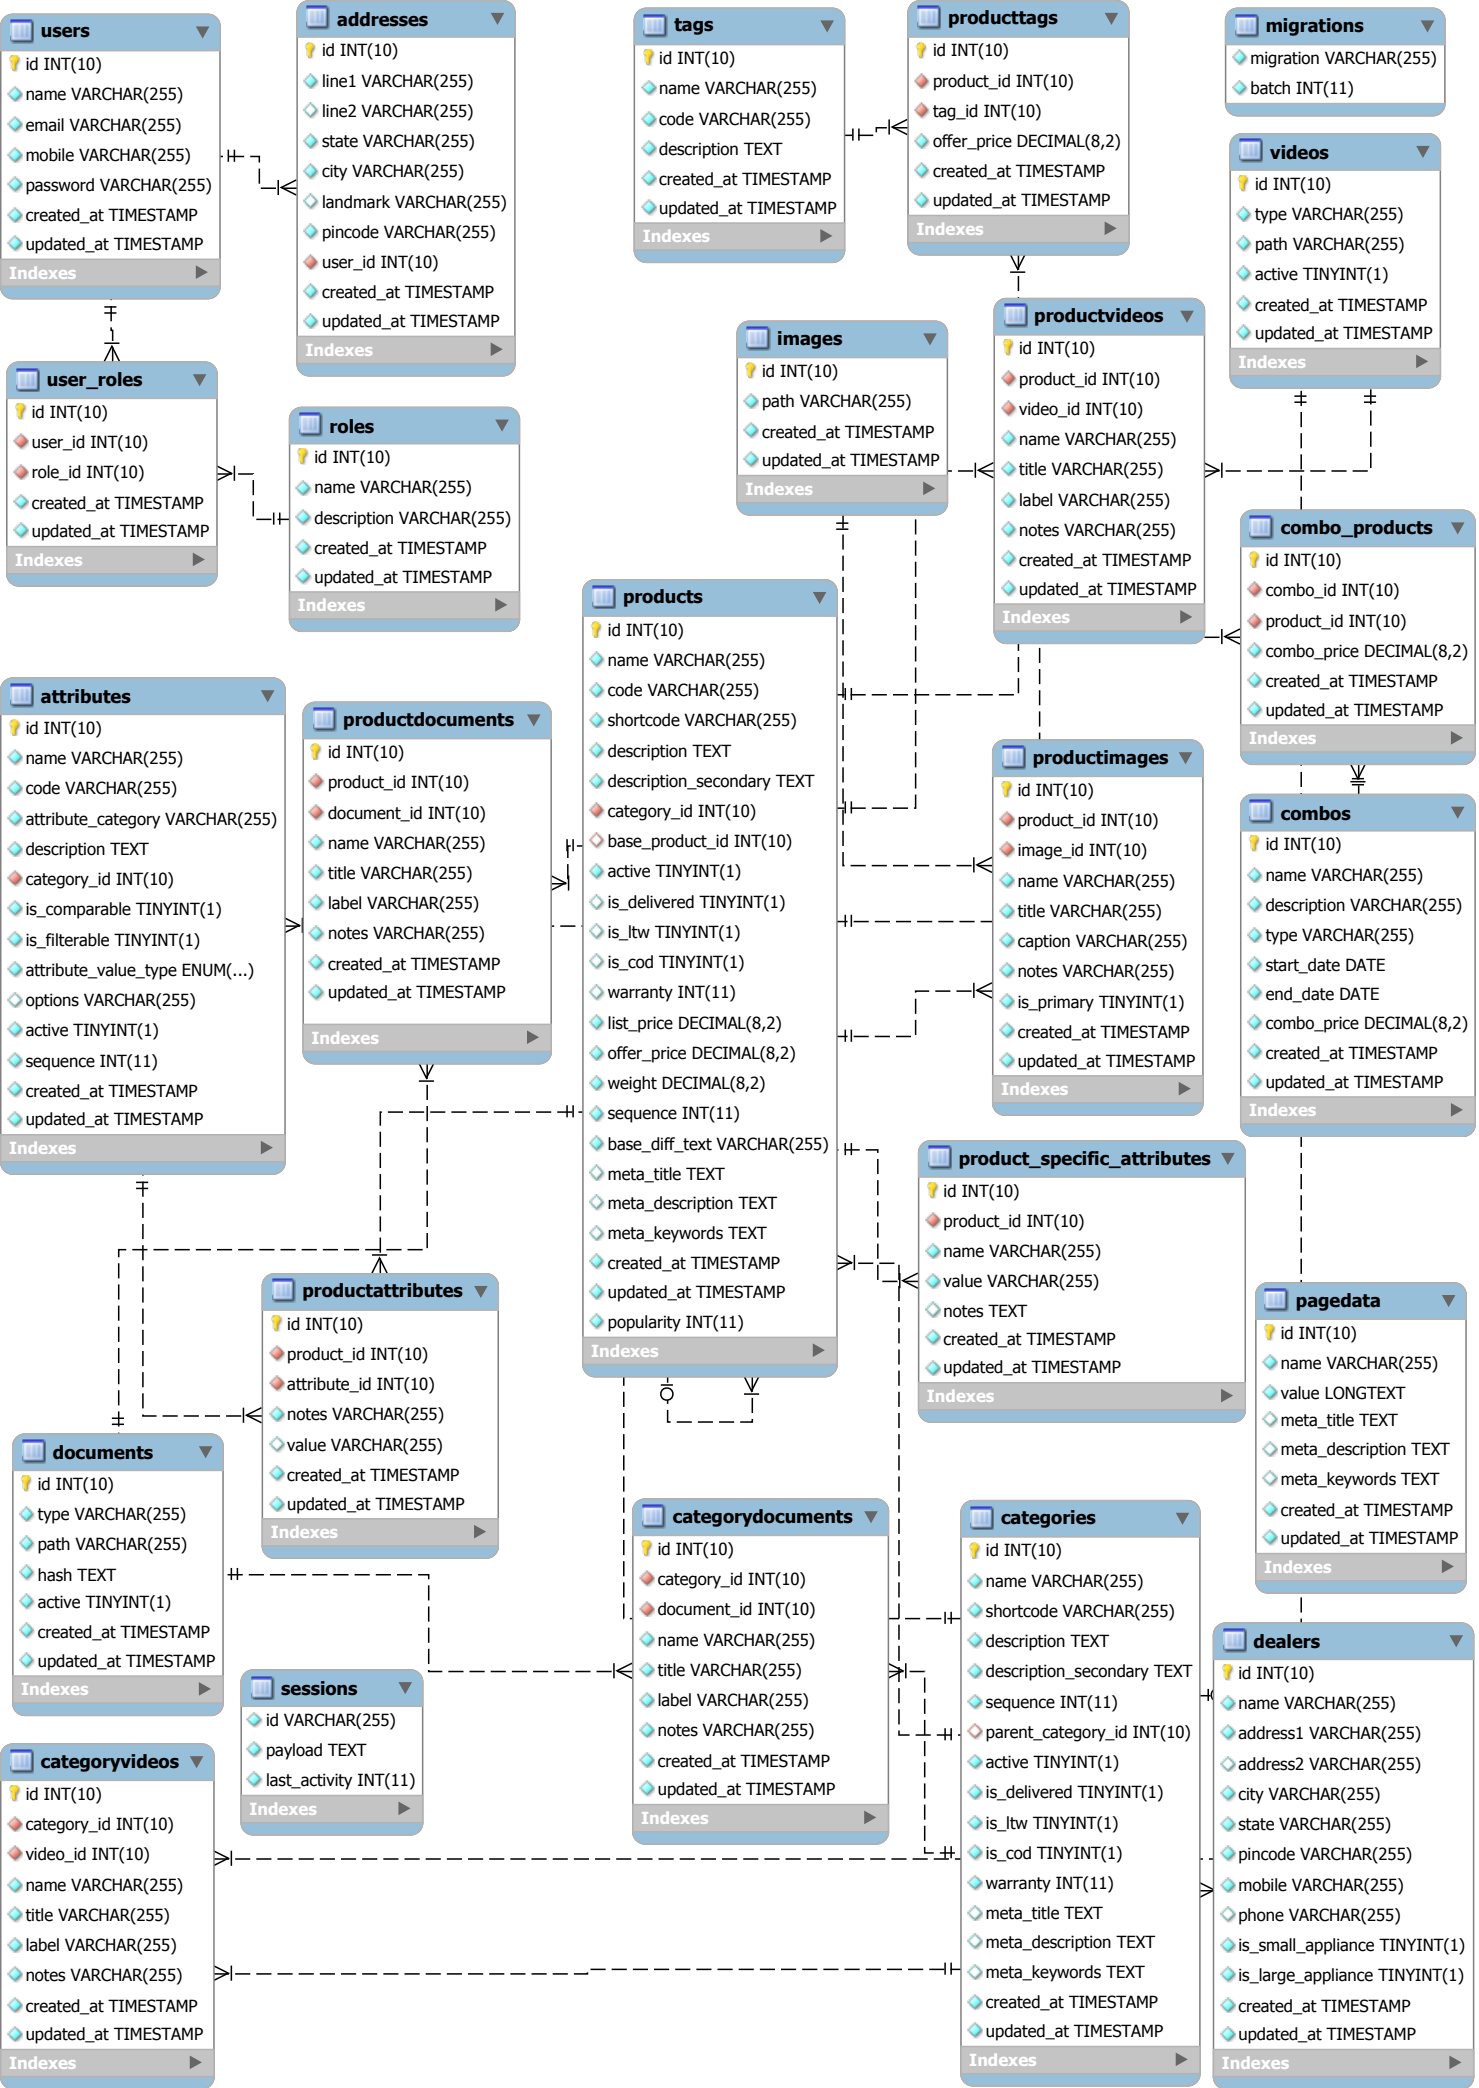 users
id INT(10)
name VARCHAR(255)
email VARCHAR(255)
mobile VARCHAR(255)
password VARCHAR(255)
created_at TIMESTAMP
updated_at TIMESTAMP
Indexes
addresses
id INT(10)
line1 VARCHAR(255)
line2 VARCHAR(255)
state VARCHAR(255)
city VARCHAR(255)
landmark VARCHAR(255)
pincode VARCHAR(255)
user_id INT(10)
created_at TIMESTAMP
updated_at TIMESTAMP
Indexes
tags
id INT(10)
name VARCHAR(255)
code VARCHAR(255)
description TEXT
created_at TIMESTAMP
updated_at TIMESTAMP
Indexes
producttags
id INT(10)
product_id INT(10)
tag_id INT(10)
offer_price DECIMAL(8,2)
created_at TIMESTAMP
updated_at TIMESTAMP
Indexes
migrations
migration VARCHAR(255)
batch INT(11)
videos
id INT(10)
type VARCHAR(255)
path VARCHAR(255)
active TINYINT(1)
created_at TIMESTAMP
updated_at TIMESTAMP
Indexes
user_roles
id INT(10)
user_id INT(10)
role_id INT(10)
created_at TIMESTAMP
updated_at TIMESTAMP
Indexes
roles
id INT(10)
name VARCHAR(255)
description VARCHAR(255)
created_at TIMESTAMP
updated_at TIMESTAMP
Indexes
images
id INT(10)
path VARCHAR(255)
created_at TIMESTAMP
updated_at TIMESTAMP
Indexes
productvideos
id INT(10)
product_id INT(10)
video_id INT(10)
name VARCHAR(255)
title VARCHAR(255)
label VARCHAR(255)
notes VARCHAR(255)
created_at TIMESTAMP
updated_at TIMESTAMP
Indexes
combo_products
id INT(10)
combo_id INT(10)
product_id INT(10)
combo_price DECIMAL(8,2)
created_at TIMESTAMP
updated_at TIMESTAMP
Indexes
attributes
id INT(10)
name VARCHAR(255)
code VARCHAR(255)
attribute_category VARCHAR(255)
description TEXT
category_id INT(10)
is_comparable TINYINT(1)
is_filterable TINYINT(1)
attribute_value_type ENUM(...)
options VARCHAR(255)
active TINYINT(1)
sequence INT(11)
created_at TIMESTAMP
updated_at TIMESTAMP
Indexes
productdocuments
id INT(10)
product_id INT(10)
document_id INT(10)
name VARCHAR(255)
title VARCHAR(255)
label VARCHAR(255)
notes VARCHAR(255)
created_at TIMESTAMP
updated_at TIMESTAMP
Indexes
products
id INT(10)
name VARCHAR(255)
code VARCHAR(255)
shortcode VARCHAR(255)
description TEXT
description_secondary TEXT
category_id INT(10)
base_product_id INT(10)
active TINYINT(1)
is_delivered TINYINT(1)
is_ltw TINYINT(1)
is_cod TINYINT(1)
warranty INT(11)
list_price DECIMAL(8,2)
offer_price DECIMAL(8,2)
weight DECIMAL(8,2)
sequence INT(11)
base_diff_text VARCHAR(255)
meta_title TEXT
meta_description TEXT
meta_keywords TEXT
created_at TIMESTAMP
updated_at TIMESTAMP
popularity INT(11)
Indexes
productimages
id INT(10)
product_id INT(10)
image_id INT(10)
name VARCHAR(255)
title VARCHAR(255)
caption VARCHAR(255)
notes VARCHAR(255)
is_primary TINYINT(1)
created_at TIMESTAMP
updated_at TIMESTAMP
Indexes
combos
id INT(10)
name VARCHAR(255)
description VARCHAR(255)
type VARCHAR(255)
start_date DATE
end_date DATE
combo_price DECIMAL(8,2)
created_at TIMESTAMP
updated_at TIMESTAMP
Indexes
product_specific_attributes
id INT(10)
product_id INT(10)
name VARCHAR(255)
value VARCHAR(255)
notes TEXT
created_at TIMESTAMP
updated_at TIMESTAMP
Indexes
productattributes
id INT(10)
product_id INT(10)
attribute_id INT(10)
notes VARCHAR(255)
value VARCHAR(255)
created_at TIMESTAMP
updated_at TIMESTAMP
Indexes
pagedata
id INT(10)
name VARCHAR(255)
value LONGTEXT
meta_title TEXT
meta_description TEXT
meta_keywords TEXT
created_at TIMESTAMP
updated_at TIMESTAMP
Indexes
documents
id INT(10)
type VARCHAR(255)
path VARCHAR(255)
hash TEXT
active TINYINT(1)
created_at TIMESTAMP
updated_at TIMESTAMP
Indexes
categorydocuments
id INT(10)
category_id INT(10)
document_id INT(10)
name VARCHAR(255)
title VARCHAR(255)
label VARCHAR(255)
notes VARCHAR(255)
created_at TIMESTAMP
updated_at TIMESTAMP
Indexes
categories
id INT(10)
name VARCHAR(255)
shortcode VARCHAR(255)
description TEXT
description_secondary TEXT
sequence INT(11)
parent_category_id INT(10)
active TINYINT(1)
is_delivered TINYINT(1)
is_ltw TINYINT(1)
is_cod TINYINT(1)
warranty INT(11)
meta_title TEXT
meta_description TEXT
meta_keywords TEXT
created_at TIMESTAMP
updated_at TIMESTAMP
Indexes
dealers
id INT(10)
name VARCHAR(255)
address1 VARCHAR(255)
address2 VARCHAR(255)
city VARCHAR(255)
state VARCHAR(255)
pincode VARCHAR(255)
mobile VARCHAR(255)
phone VARCHAR(255)
is_small_appliance TINYINT(1)
is_large_appliance TINYINT(1)
created_at TIMESTAMP
updated_at TIMESTAMP
Indexes
sessions
id VARCHAR(255)
payload TEXT
last_activity INT(11)
Indexes
categoryvideos
id INT(10)
category_id INT(10)
video_id INT(10)
name VARCHAR(255)
title VARCHAR(255)
label VARCHAR(255)
notes VARCHAR(255)
created_at TIMESTAMP
updated_at TIMESTAMP
Indexes